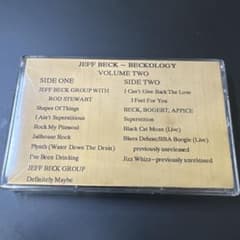 JEFF BECK ~ BECKOLOGY
VOLUME TWO
SIDE ONE
JEFF BECK GROUP WITH
ROD STEWART
Shapes Of Things
I Ain't Superstitious
Rock My Plimsoul
Jailhouse Rock
Plynth (Water Down The Drain)
I've Been Drinking
JEFF BECK GROUP
Definitely Maybe
SIDE TWO
I Can't Give Back The Love
I Feel For You
BECK, BOGERT, APPICE
Superstition
Black Cat Moan (Live)
Blues Deluxe/BBA Boogie (Live)
previously unreleased
Jizz Whizz—previously unreleased